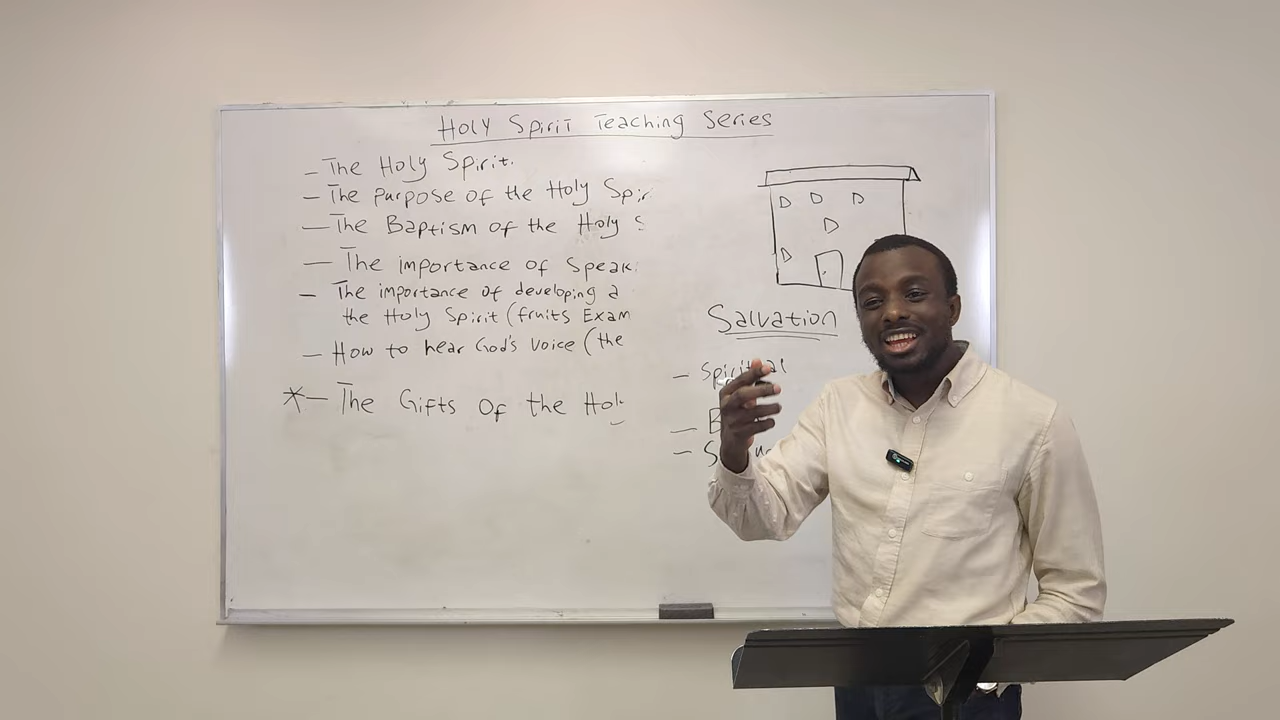 Holy Spirit Teaching Series
- The Holy Spirit.
- The purpose of the Holy Spir
- The Baptism of the Holy S
- The importance of Speak
- The importance of developing a
the Holy Spirit (fruits Exam
- How to hear God's voice (the
*- The Gifts Of the Hol
Salvation